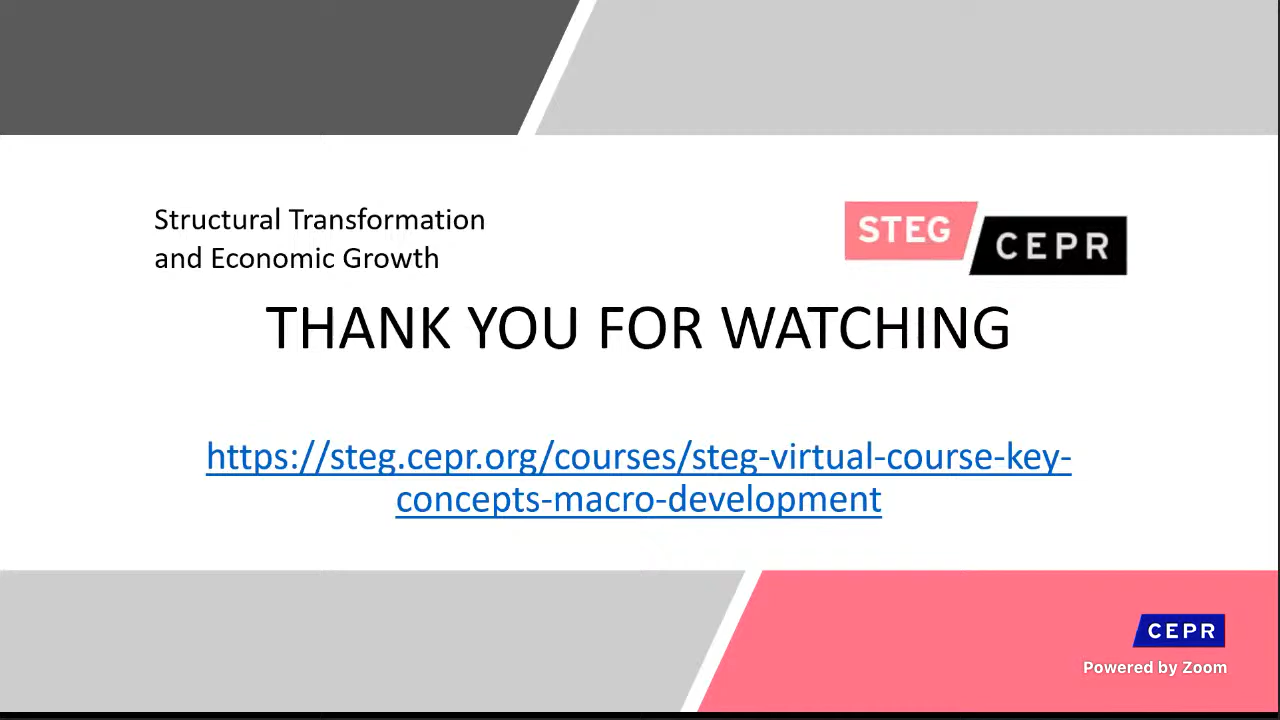 Structural Transformation
and Economic Growth
STEG
CEPR
THANK YOU FOR WATCHING
https://steg.cepr.org/courses/steg-virtual-course-key-
concepts-macro-development
CEPR
Powered by Zoom